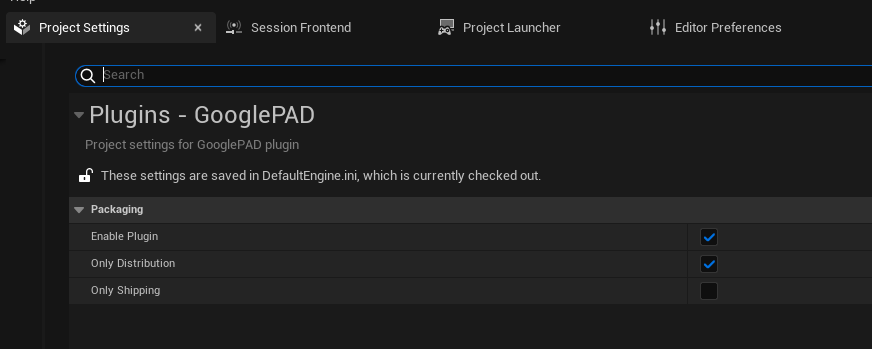 Project Settings
Session Frontend
Project Launcher
Editor Preferences
Search
Plugins - GooglePAD
Project settings for GooglePAD plugin
These settings are saved in DefaultEngine.ini, which is currently checked out.
Packaging
Enable Plugin
Only Distribution
Only Shipping